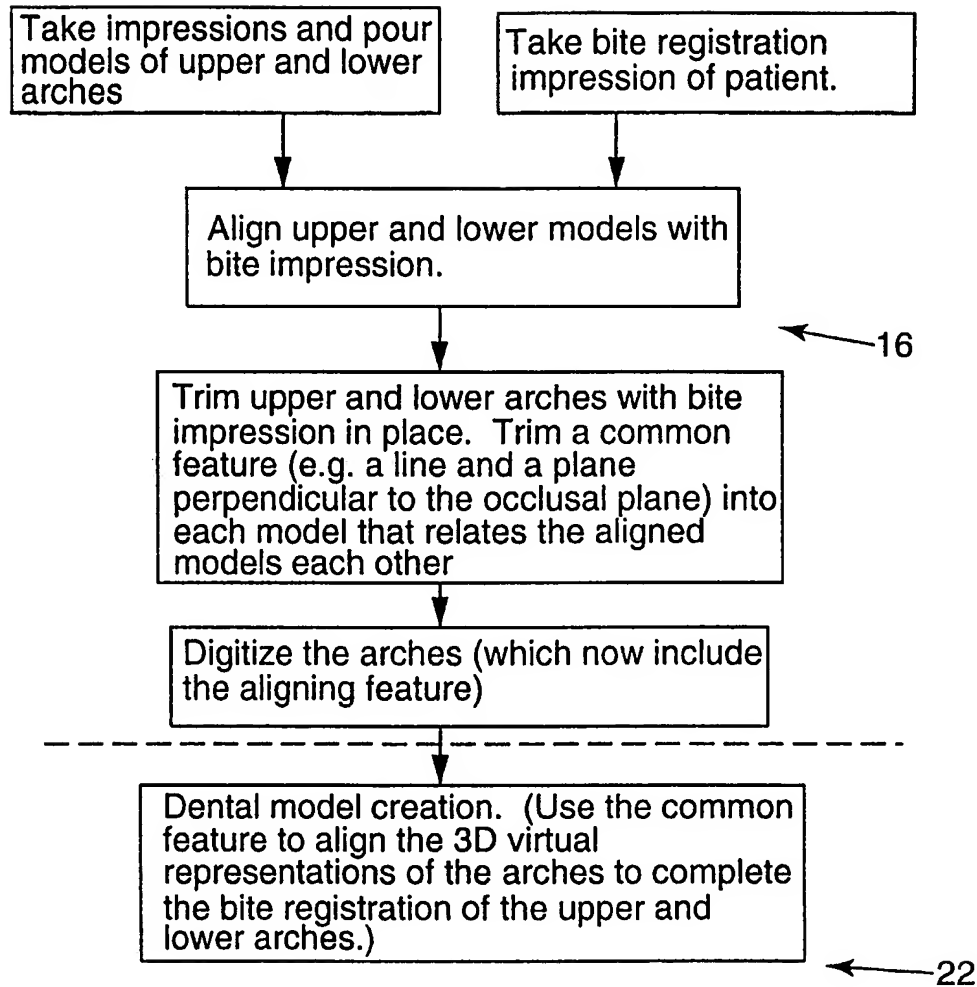 Take impressions and pour
models of upper and lower
arches
Take bite registration
impression of patient.
Align upper and lower models with
bite impression.
16
Trim upper and lower arches with bite
impression in place. Trim a common
feature (e.g. a line and a plane
perpendicular to the occlusal plane) into
each model that relates the aligned
models each other
Digitize the arches (which now include
the aligning feature)
Dental model creation. (Use the common
feature to align the 3D virtual
representations of the arches to complete
the bite registration of the upper and
lower arches.)
22